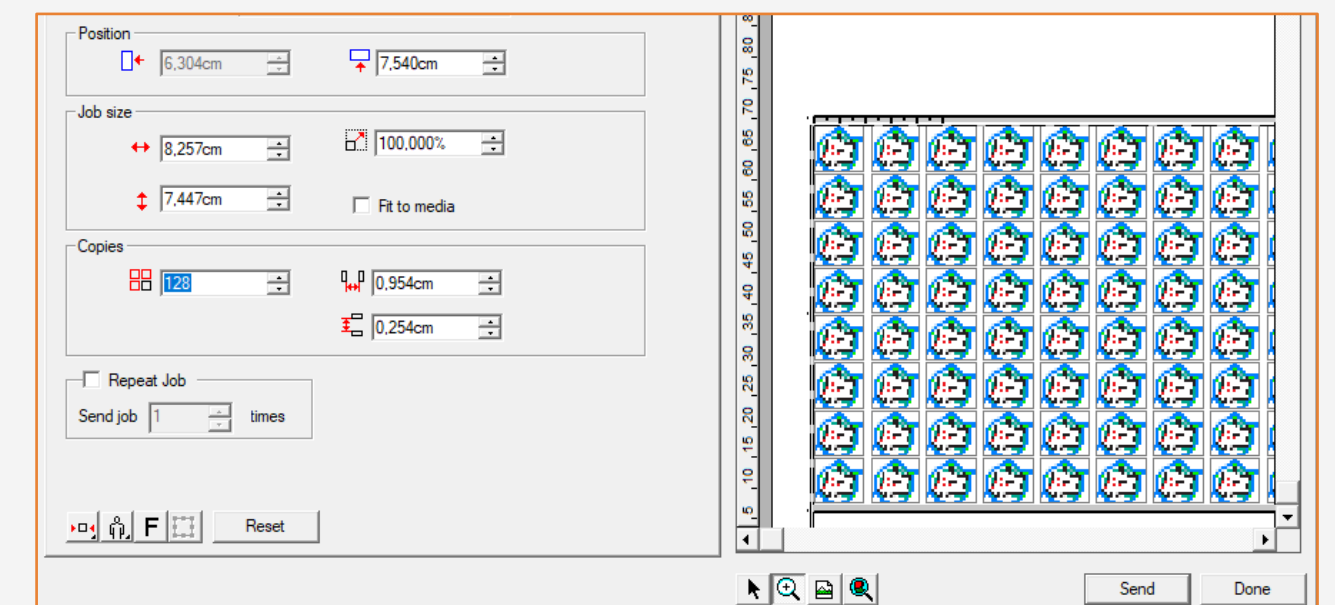 Position
6,304cm
7,540cm
Job size
8,257cm
100,000%
7,447cm
Fit to media
Copies
128
0,954cm
0,254cm
Repeat Job
Send job 1 times
F
Reset
80
75
70
65
60
55
50
45
40
35
30
25
20
15
10
5
Send
Done